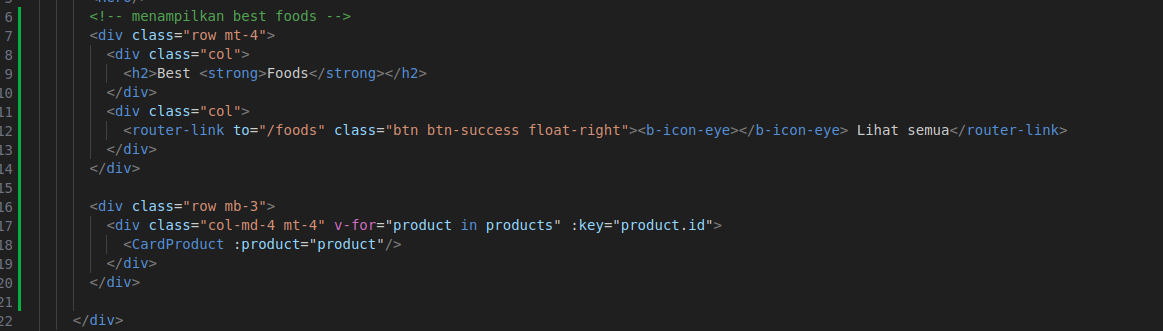 5 <hero/>
6 <!-- menampilkan best foods -->
7 <div class="row mt-4">
8 <div class="col">
9 <h2>Best <strong>Foods</strong></h2>
10 </div>
11 <div class="col">
12 <router-link to="/foods" class="btn btn-success float-right"><b-icon-eye></b-icon-eye> Lihat semua</router-link>
13 </div>
14 </div>
15
16 <div class="row mb-3">
17 <div class="col-md-4 mt-4" v-for="product in products" :key="product.id">
18 <CardProduct :product="product"/>
19 </div>
20 </div>
21
22 </div>